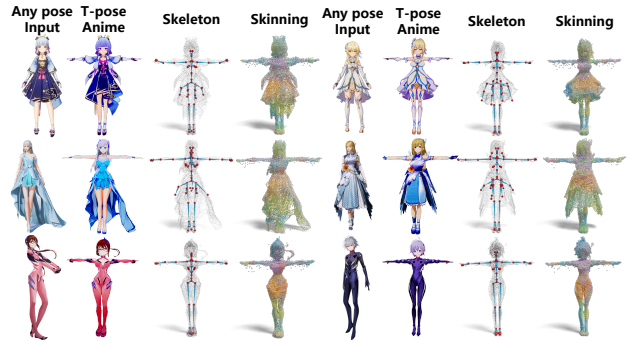 Any pose Input
T-pose Anime
Skeleton
Skinning
Any pose Input
T-pose Anime
Skeleton
Skinning